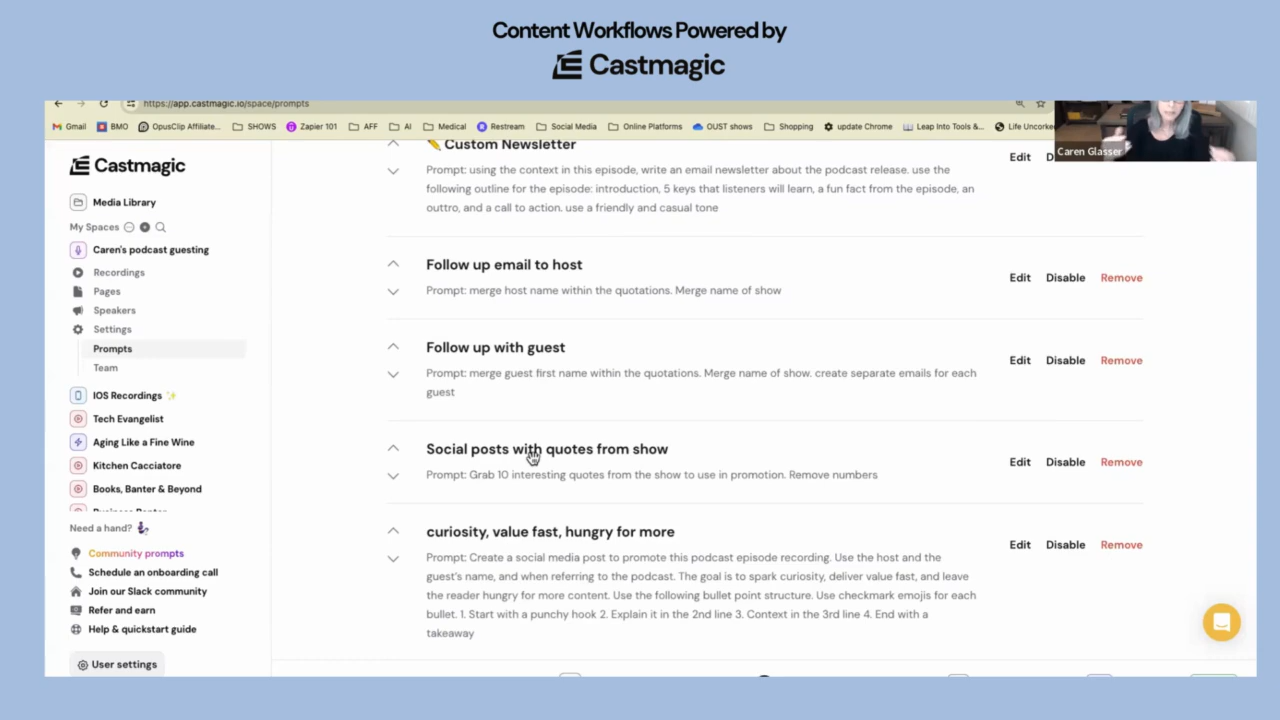 Content Workflows Powered by
Castmagic
https://app.castmagic.io/space/prompts
Gmail
BMO
OpusClip Affiliate...
SHOWS
Zapier 101
AFF
AI
Medical
Restream
Social Media
Online Platforms
OUST shows
Shopping
update Chrome
Leap Into Tools &...
Life Uncorke
Caren Glasser
Castmagic
Media Library
My Spaces
Caren's podcast guesting
Recordings
Pages
Speakers
Settings
Prompts
Team
IOS Recordings ✨
Tech Evangelist
Aging Like a Fine Wine
Kitchen Cacciatore
Books, Banter & Beyond
Need a hand?
Community prompts
Schedule an onboarding call
Join our Slack community
Refer and earn
Help & quickstart guide
User settings
✏️ Custom Newsletter
Edit D
Prompt: using the context in this episode, write an email newsletter about the podcast release. use the
following outline for the episode: introduction, 5 keys that listeners will learn, a fun fact from the episode, an
outtro, and a call to action. use a friendly and casual tone
Follow up email to host
Edit Disable Remove
Prompt: merge host name within the quotations. Merge name of show
Follow up with guest
Edit Disable Remove
Prompt: merge guest first name within the quotations. Merge name of show. create separate emails for each
guest
Social posts with quotes from show
Edit Disable Remove
Prompt: Grab 10 interesting quotes from the show to use in promotion. Remove numbers
curiosity, value fast, hungry for more
Edit Disable Remove
Prompt: Create a social media post to promote this podcast episode recording. Use the host and the
guest's name, and when referring to the podcast. The goal is to spark curiosity, deliver value fast, and leave
the reader hungry for more content. Use the following bullet point structure. Use checkmark emojis for each
bullet. 1. Start with a punchy hook 2. Explain it in the 2nd line 3. Context in the 3rd line 4. End with a
takeaway